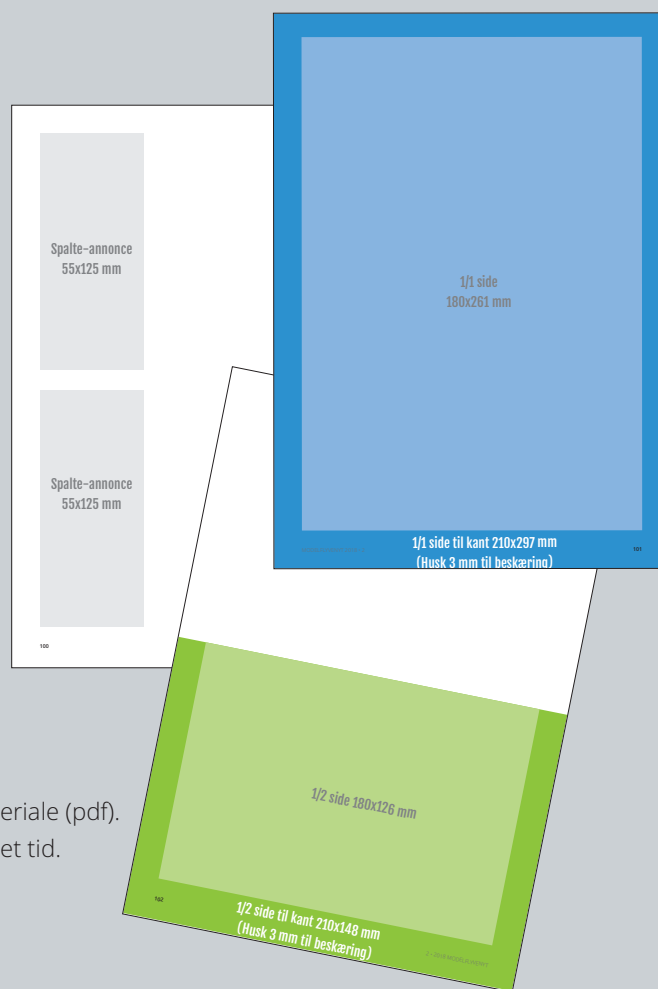 Spalte-annonce
55x125 mm
Spalte-annonce
55x125 mm
100
1/1 side
180x261 mm
1/1 side til kant 210x297 mm
(Husk 3 mm til beskæring)
101
eriale (pdf).
et tid.
1/2 side 180x126 mm
102
1/2 side til kant 210x148 mm
(Husk 3 mm til beskæring)